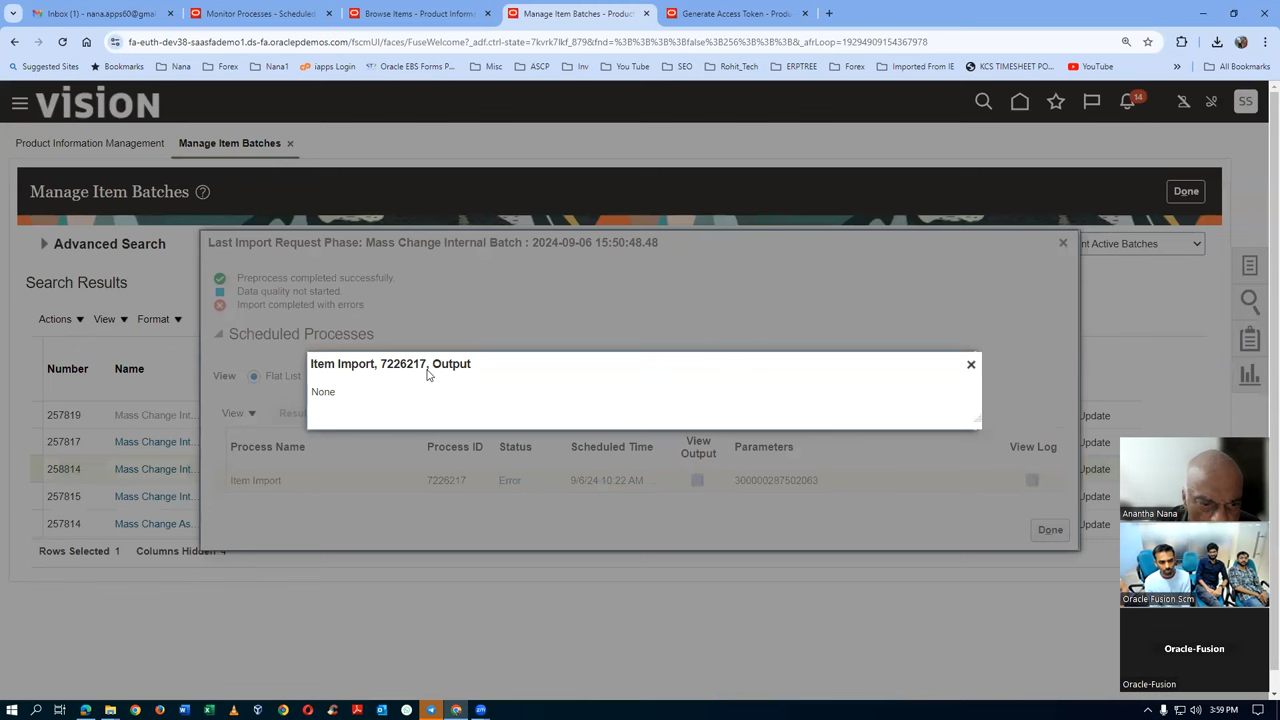 Inbox (1) - nana.apps60@gmail
Monitor Processes - Scheduled
Browse Items - Product Informa
Manage Item Batches - Produc
Generate Access Token - Produ
fa-euth-dev38-saasfademo1.ds-fa.oraclepdemos.com/fscmUI/faces/FuseWelcome?_adf.ctrl-state=7kvrk7lkf_879&fnd=%3B%3B%3B%3Bfalse%3B256%3B%3B%3B&_afrLoop=19294909154367978
Suggested Sites
Bookmarks
Nana
Forex
Nana1
iapps Login
Oracle EBS Forms P...
Misc
ASCP
Inv
You Tube
SEO
Rohit_Tech
ERPTREE
Forex
Imported From IE
KCS TIMESHEET PO...
YouTube
»
All Bookmarks
VISION
14
SS
Product Information Management
Manage Item Batches
Manage Item Batches
Done
Advanced Search
Last Import Request Phase: Mass Change Internal Batch : 2024-09-06 15:50:48.48
nt Active Batches
Preprocess completed successfully.
Data quality not started.
Import completed with errors
Search Results
Actions View Format
Scheduled Processes
Item Import, 7226217, Output
None
View Flat List
View Resu
Number Name
Process Name Process ID Status Scheduled Time View Output Parameters View Log
Item Import 7226217 Error 9/6/24 10:22 AM ... 300000287502063
257819 Mass Change Int... Update
257817 Mass Change Int... Update
258814 Mass Change Int... Update
257815 Mass Change Int... Update
257814 Mass Change As... Update
Done
Rows Selected 1 Columns Hidden 4
Anantha Nana
Oracle Fusion Scm
Oracle-Fusion
Oracle-Fusion
3:59 PM